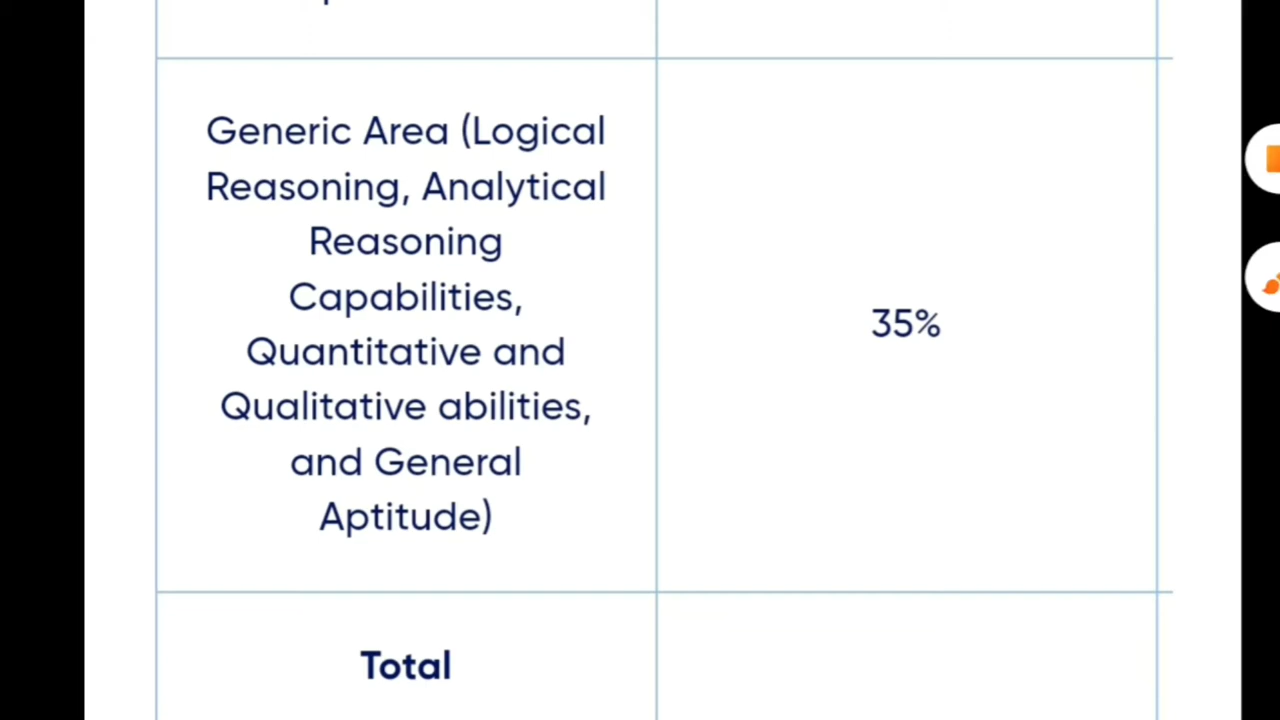 Generic Area (Logical
Reasoning, Analytical
Reasoning
Capabilities,
Quantitative and
Qualitative abilities,
and General
Aptitude)
35%
Total